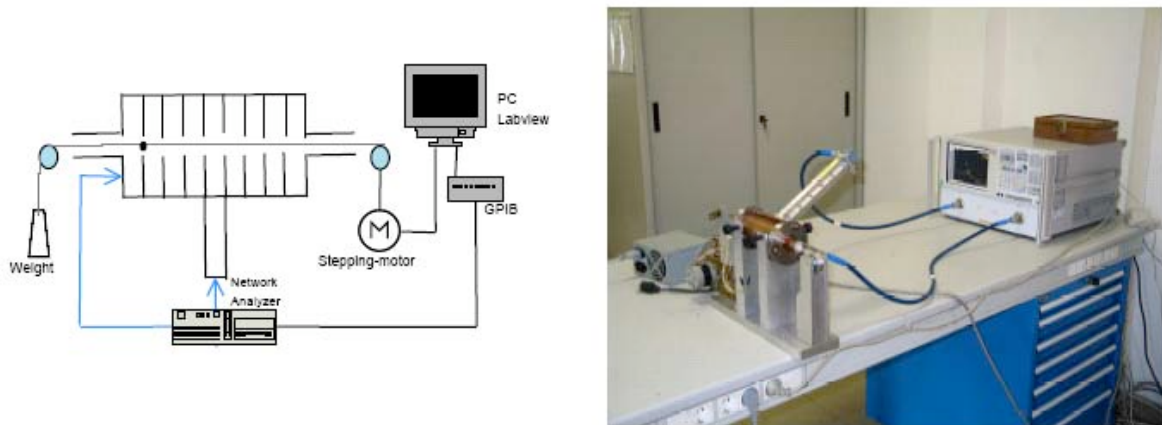 PC
Labview
GPIB
Weight
M
Stepping-motor
Network
Analyzer